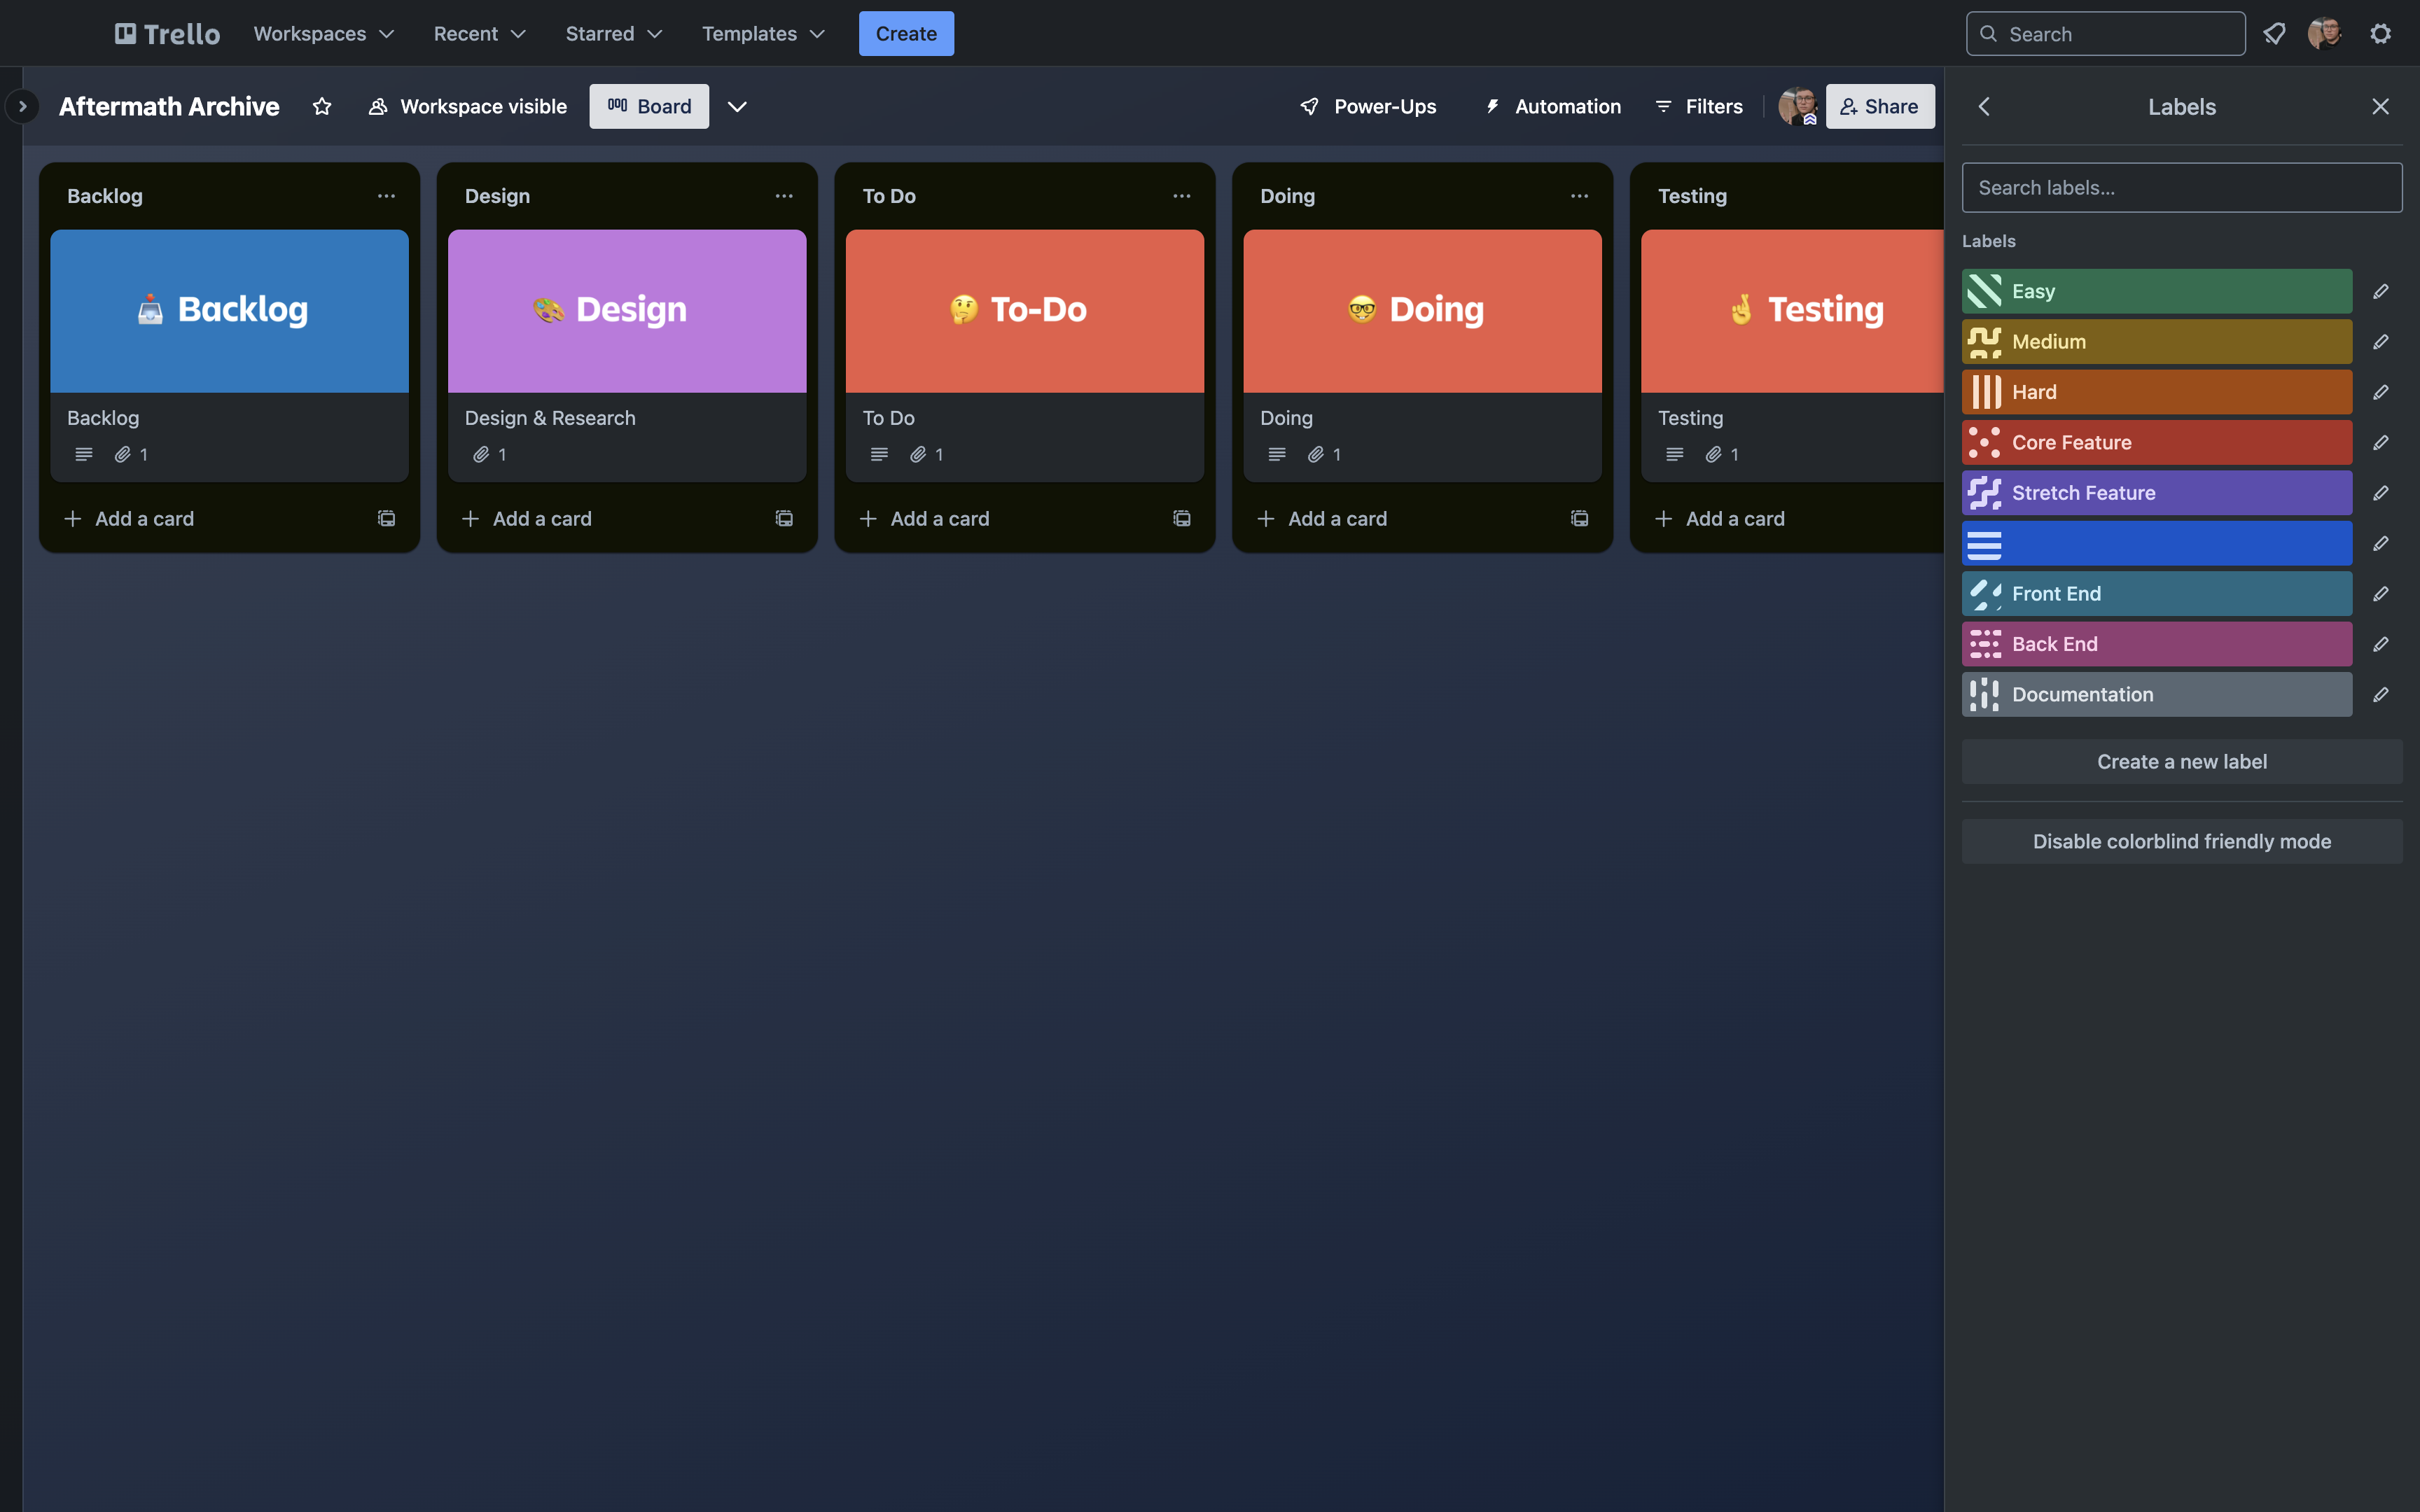 Trello
Workspaces
Recent
Starred
Templates
Create
Search
Aftermath Archive
Workspace visible
Board
Power-Ups
Automation
Filters
Share
Backlog
Backlog
Backlog
1
Add a card
Design
Design
Design & Research
1
Add a card
To Do
To-Do
To Do
1
Add a card
Doing
Doing
Doing
1
Add a card
Testing
Testing
Testing
1
Add a card
Labels
Search labels...
Labels
Easy
Medium
Hard
Core Feature
Stretch Feature
Front End
Back End
Documentation
Create a new label
Disable colorblind friendly mode